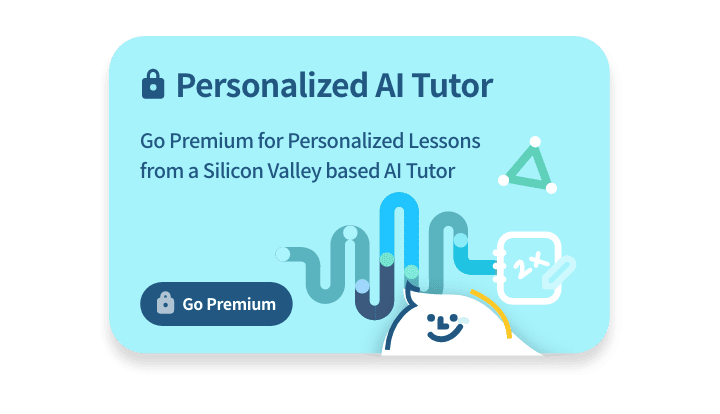 Personalized AI Tutor
Go Premium for Personalized Lessons
from a Silicon Valley based AI Tutor
2x
Go Premium